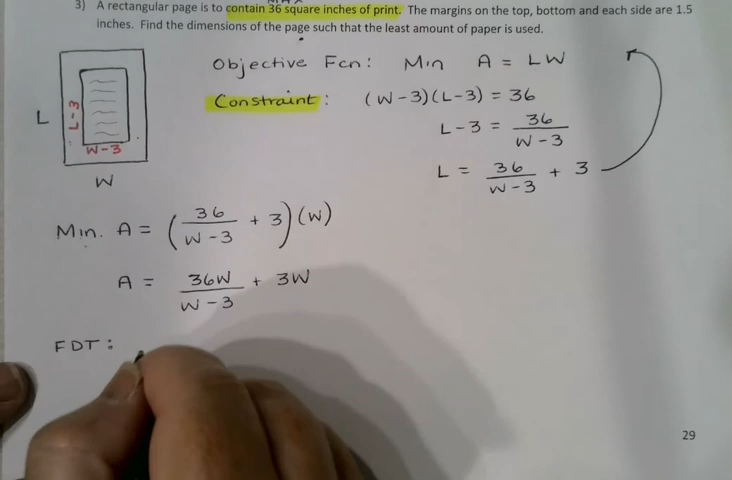 3) A rectangular page is to contain 36 square inches of print. The margins on the top, bottom and each side are 1.5
inches. Find the dimensions of the page such that the least amount of paper is used.
Objective Fcn: Min A = LW
Constraint: (W-3)(L-3) = 36
L-3 = 36/(W-3)
L = 36/(W-3) + 3
L
L-3
W-3
W
Min. A = (36/(W-3) + 3)(W)
A = 36W/(W-3) + 3W
FDT:
29